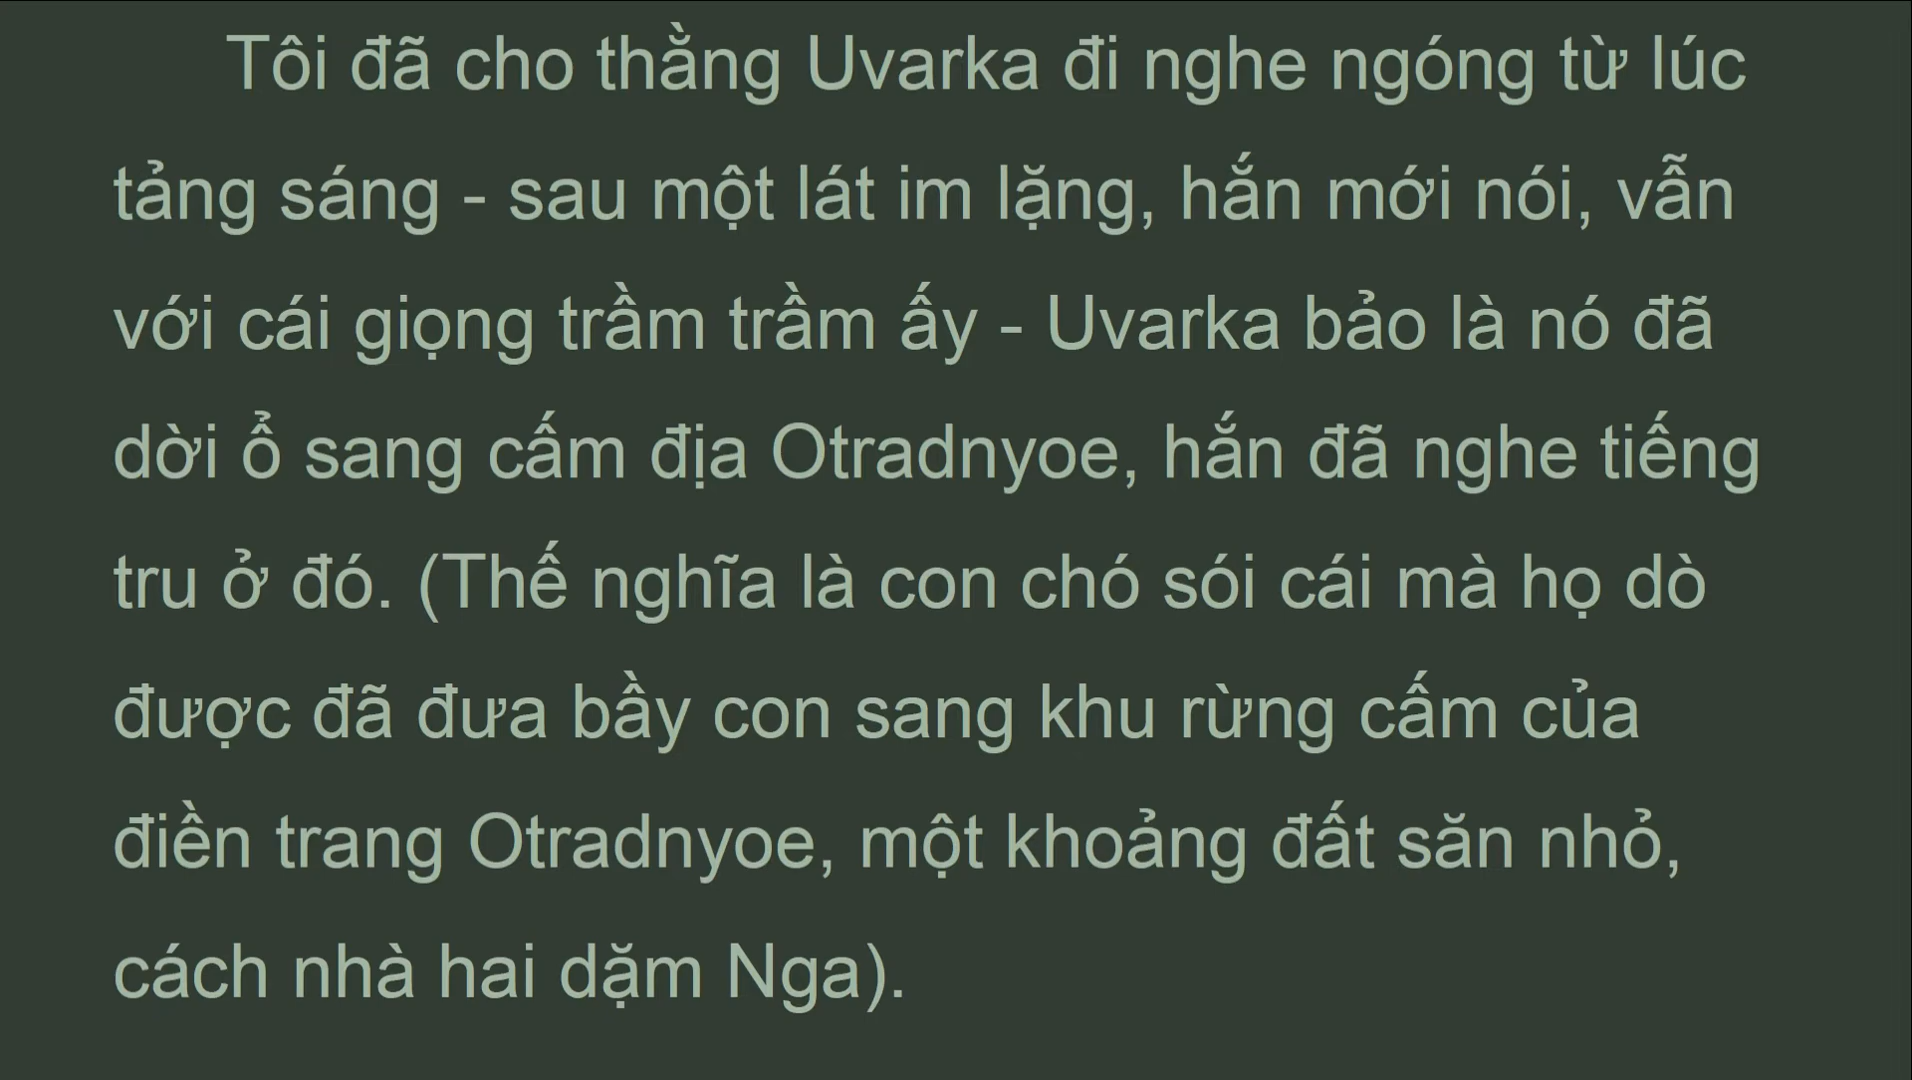 Tôi đã cho thằng Uvarka đi nghe ngóng từ lúc
tảng sáng - sau một lát im lặng, hắn mới nói, vẫn
với cái giọng trầm trầm ấy - Uvarka bảo là nó đã
dời ổ sang cấm địa Otradnyoe, hắn đã nghe tiếng
tru ở đó. (Thế nghĩa là con chó sói cái mà họ dò
được đã đưa bầy con sang khu rừng cấm của
điền trang Otradnyoe, một khoảng đất săn nhỏ,
cách nhà hai dặm Nga).